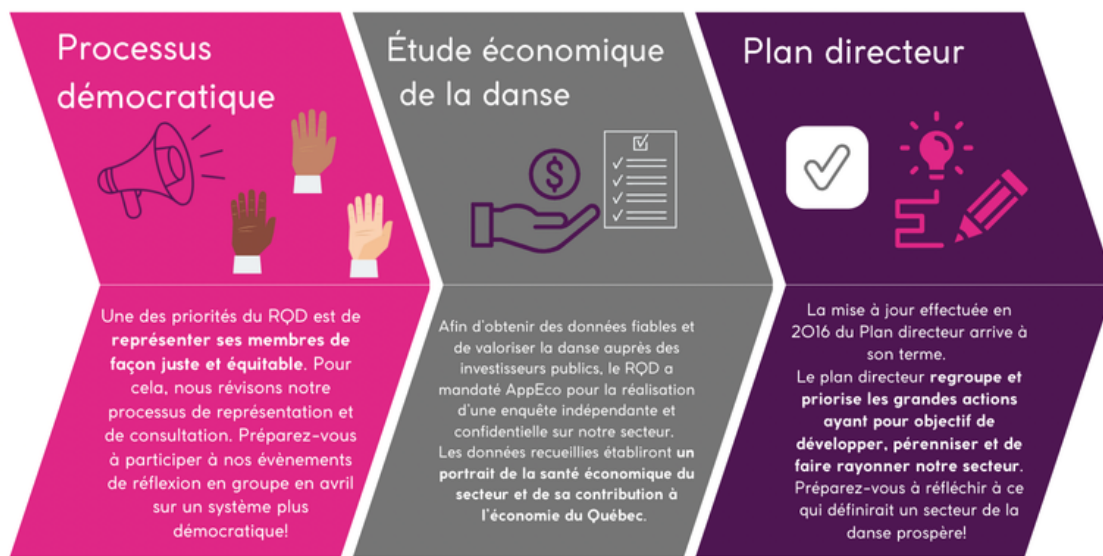 Processus
démocratique
Une des priorités du RQD est de
représenter ses membres de
façon juste et équitable. Pour
cela, nous révisons notre
processus de représentation et
de consultation. Préparez-vous
à participer à nos évènements
de réflexion en groupe en avril
sur un système plus
démocratique!
Étude économique
de la danse
$
Afin d'obtenir des données fiables et
de valoriser la danse auprès des
investisseurs publics, le RQD a
mandaté AppEco pour la réalisation
d'une enquête indépendante et
confidentielle sur notre secteur.
Les données recueillies établiront un
portrait de la santé économique du
secteur et de sa contribution à
l'économie du Québec.
Plan directeur
La mise à jour effectuée en
2016 du Plan directeur arrive à
son terme.
Le plan directeur regroupe et
priorise les grandes actions
ayant pour objectif de
développer, pérenniser et de
faire rayonner notre secteur.
Préparez-vous à réfléchir à ce
qui définirait un secteur de la
danse prospère!